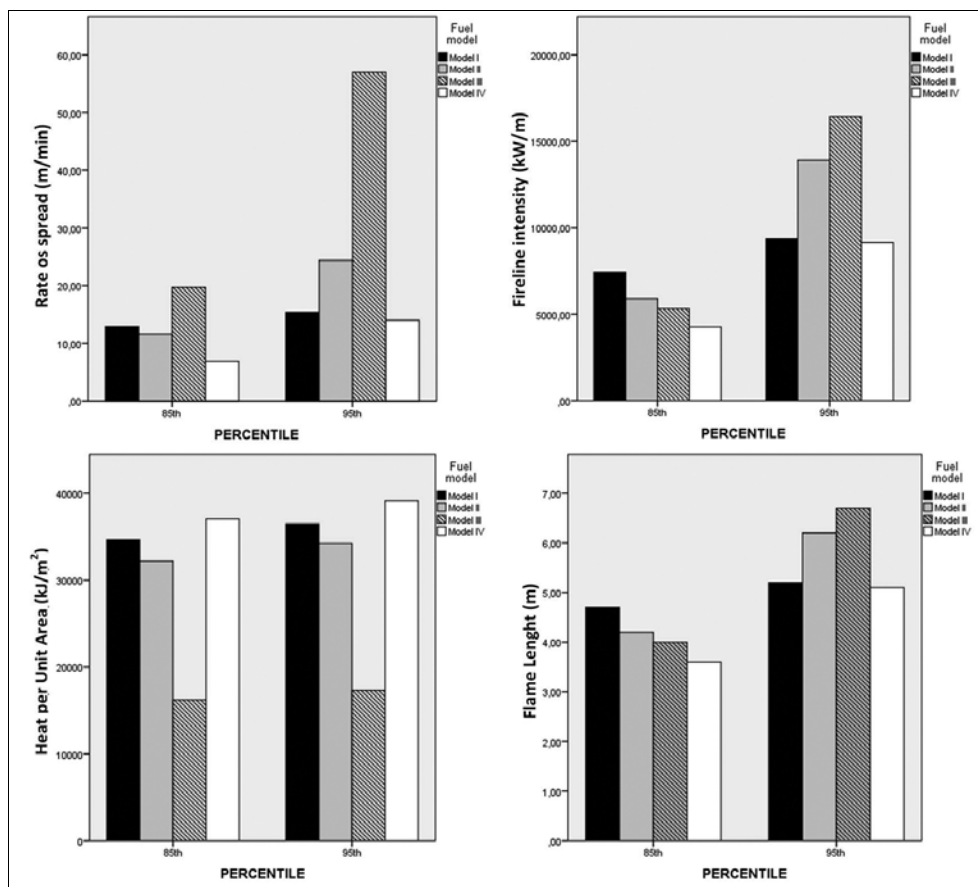 Fuel
model
Model I
Model II
Model III
Model IV
Rate os spread (m/min)
60,00
50,00
40,00
30,00
20,00
10,00
,00
85th
95th
PERCENTILE
Fuel
model
Model I
Model II
Model III
Model IV
Fireline intensity (kW/m)
20000,00
15000,00
10000,00
5000,00
,00
85th
95th
PERCENTILE
Fuel
model
Model I
Model II
Model III
Model IV
Heat per Unit Area (kJ/m²)
40000
30000
20000
10000
0
85th
95th
PERCENTILE
Fuel
model
Model I
Model II
Model III
Model IV
Flame Lenght (m)
7,00
6,00
5,00
4,00
3,00
2,00
1,00
,00
85th
95th
PERCENTILE